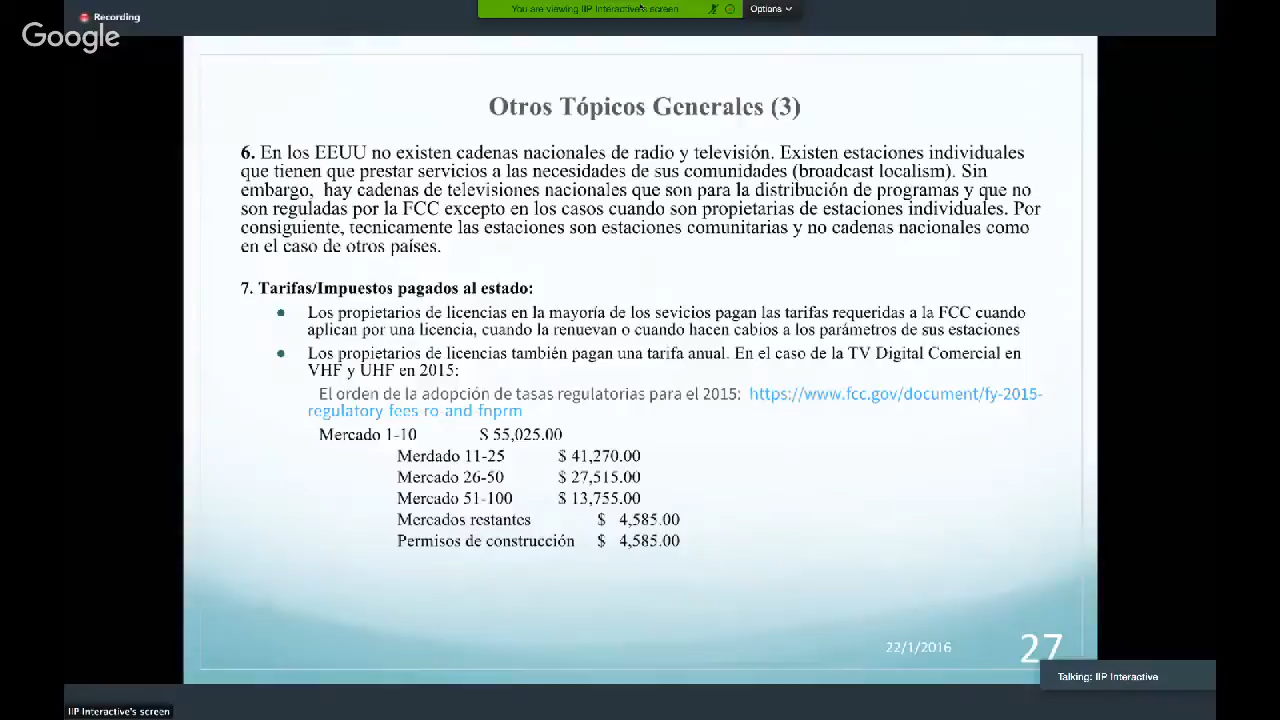 Recording
You are viewing IIP Interactive's screen
Options
Google
Otros Tópicos Generales (3)
6. En los EEUU no existen cadenas nacionales de radio y televisión. Existen estaciones individuales
que tienen que prestar servicios a las necesidades de sus comunidades (broadcast localism). Sin
embargo, hay cadenas de televisiones nacionales que son para la distribución de programas y que no
son reguladas por la FCC excepto en los casos cuando son propietarias de estaciones individuales. Por
consiguiente, tecnicamente las estaciones son estaciones comunitarias y no cadenas nacionales como
en el caso de otros países.
7. Tarifas/Impuestos pagados al estado:
Los propietarios de licencias en la mayoría de los sevicios pagan las tarifas requeridas a la FCC cuando
aplican por una licencia, cuando la renuevan o cuando hacen cabios a los parámetros de sus estaciones
Los propietarios de licencias también pagan una tarifa anual. En el caso de la TV Digital Comercial en
VHF y UHF en 2015:
El orden de la adopción de tasas regulatorias para el 2015: https://www.fcc.gov/document/fy-2015-
regulatory-fees-ro-and-fnprm
Mercado 1-10 $ 55,025.00
Merdado 11-25 $ 41,270.00
Mercado 26-50 $ 27,515.00
Mercado 51-100 $ 13,755.00
Mercados restantes $ 4,585.00
Permisos de construcción $ 4,585.00
22/1/2016
27
Talking: IIP Interactive
IIP Interactive's screen